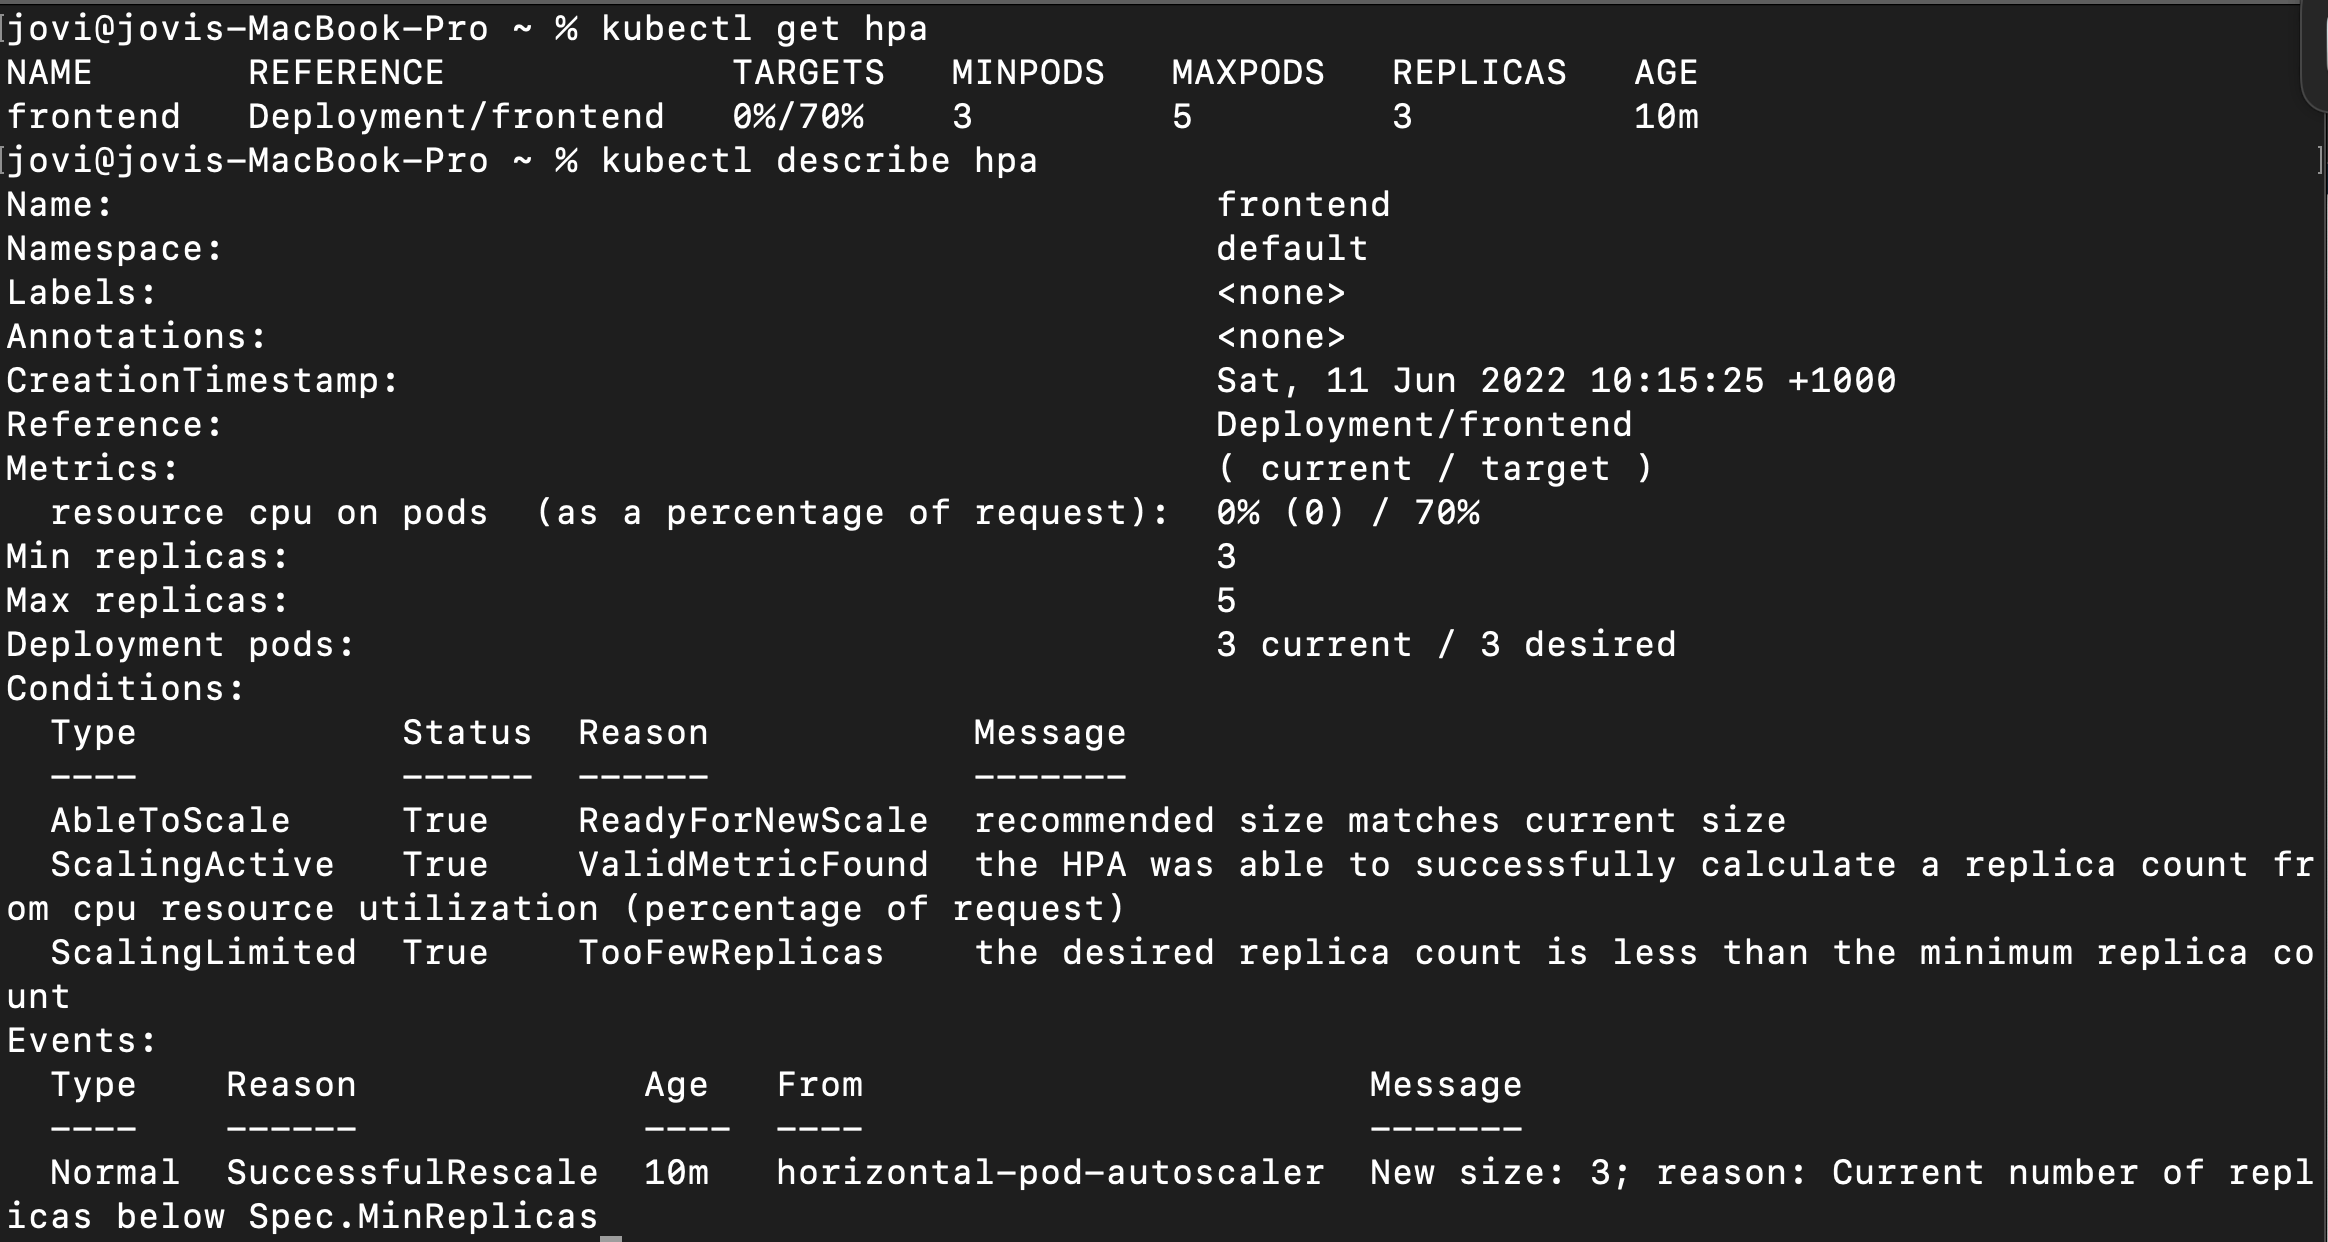 [jovi@jovis-MacBook-Pro ~ % kubectl get hpa
NAME       REFERENCE             TARGETS   MINPODS   MAXPODS   REPLICAS   AGE
frontend   Deployment/frontend   0%/70%    3         5         3          10m
[jovi@jovis-MacBook-Pro ~ % kubectl describe hpa ]
Name:                                                  frontend
Namespace:                                             default
Labels:                                                <none>
Annotations:                                           <none>
CreationTimestamp:                                     Sat, 11 Jun 2022 10:15:25 +1000
Reference:                                             Deployment/frontend
Metrics:                                               ( current / target )
  resource cpu on pods  (as a percentage of request):  0% (0) / 70%
Min replicas:                                          3
Max replicas:                                          5
Deployment pods:                                       3 current / 3 desired
Conditions:
  Type            Status  Reason            Message
  ----            ------  ------            -------
  AbleToScale     True    ReadyForNewScale  recommended size matches current size
  ScalingActive   True    ValidMetricFound  the HPA was able to successfully calculate a replica count fr
om cpu resource utilization (percentage of request)
  ScalingLimited  True    TooFewReplicas    the desired replica count is less than the minimum replica co
unt
Events:
  Type    Reason             Age   From                       Message
  ----    ------             ----  ----                       -------
  Normal  SuccessfulRescale  10m   horizontal-pod-autoscaler  New size: 3; reason: Current number of repl
icas below Spec.MinReplicas